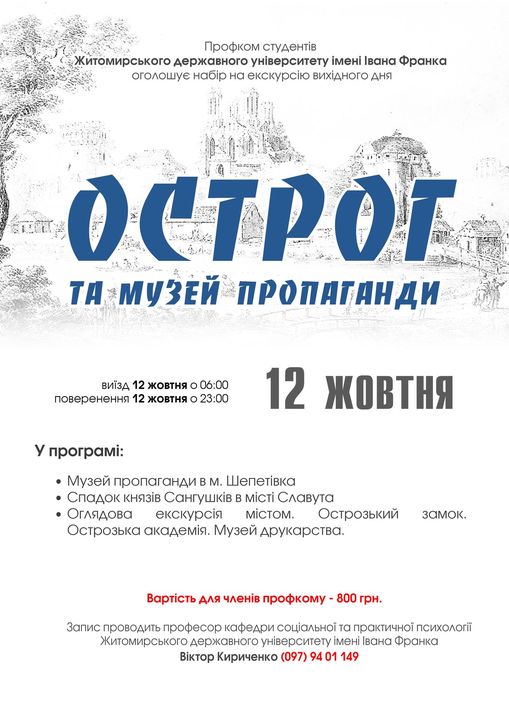 Профком студентів
Житомирського державного університету імені Івана Франка
оголошує набір на екскурсію вихідного дня
ОСТРОГ
ТА МУЗЕЙ ПРОПАГАНДИ
виїзд 12 жовтня о 06:00
поверенення 12 жовтня о 23:00
12 ЖОВТНЯ
У програмі:
• Музей пропаганди в м. Шепетівка
• Спадок князів Сангушків в місті Славута
• Оглядова екскурсія містом. Острозький замок.
Острозька академія. Музей друкарства.
Вартість для членів профкому - 800 грн.
Запис проводить професор кафедри соціальної та практичної психології
Житомирського державного університету імені Івана Франка
Віктор Кириченко (097) 94 01 149